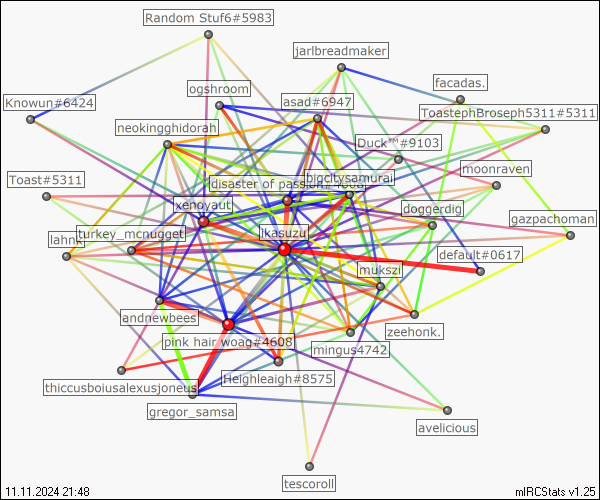 Random Stuf6#5983
jarlbreadmaker
facadas.
ogshroom
Knowun#6424
asad#6947
ToastephBroseph5311#5311
neokingghidorah
Duck™#9103
moonraven
Toast#5311
bigcitysamurai
disaster of passion#4608
xenoyaut
doggerdig
gazpachoman
turkey_mcnugget
ikasuzu
lahnk
default#0617
mukszi
andnewbees
zeehonk.
pink hair woag#4608
mingus4742
Heighleaigh#8575
thiccusboiusalexusjoneus
gregor_samsa
avelicious
tescoroll
11.11.2024 21:48
mIRCStats v1.25